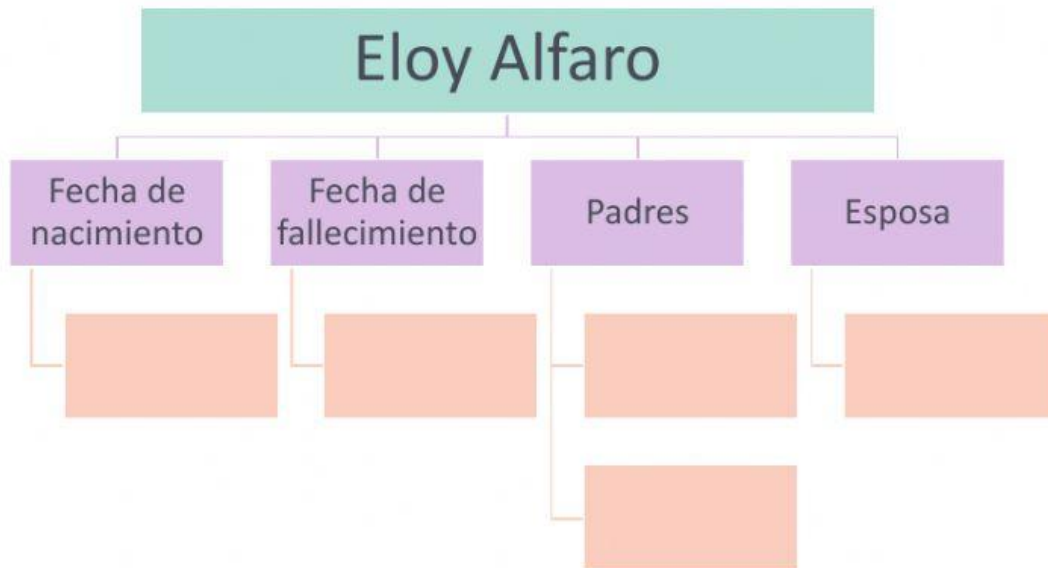 Eloy Alfaro
Fecha de
nacimiento
Fecha de
fallecimiento
Padres
Esposa